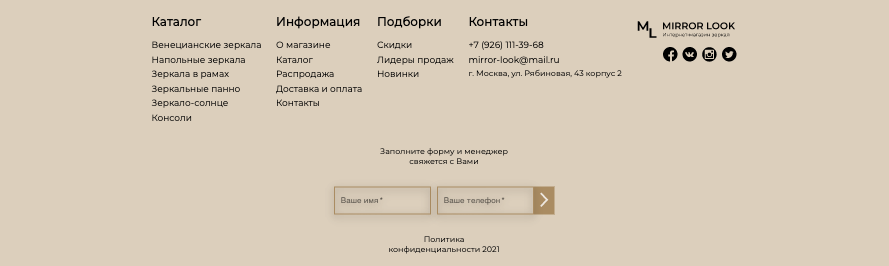 Каталог
Венецианские зеркала
Напольные зеркала
Зеркала в рамах
Зеркальные панно
Зеркало-солнце
Консоли
Информация
О магазине
Каталог
Распродажа
Доставка и оплата
Контакты
Подборки
Скидки
Лидеры продаж
Новинки
Контакты
+7 (926) 111-39-68
mirror-look@mail.ru
г. Москва, ул. Рябиновая, 43 корпус 2
ML
MIRROR LOOK
Интернет-магазин зеркал
Заполните форму и менеджер
свяжется с Вами
Ваше имя*
Ваше телефон*
Политика
конфиденциальности 2021